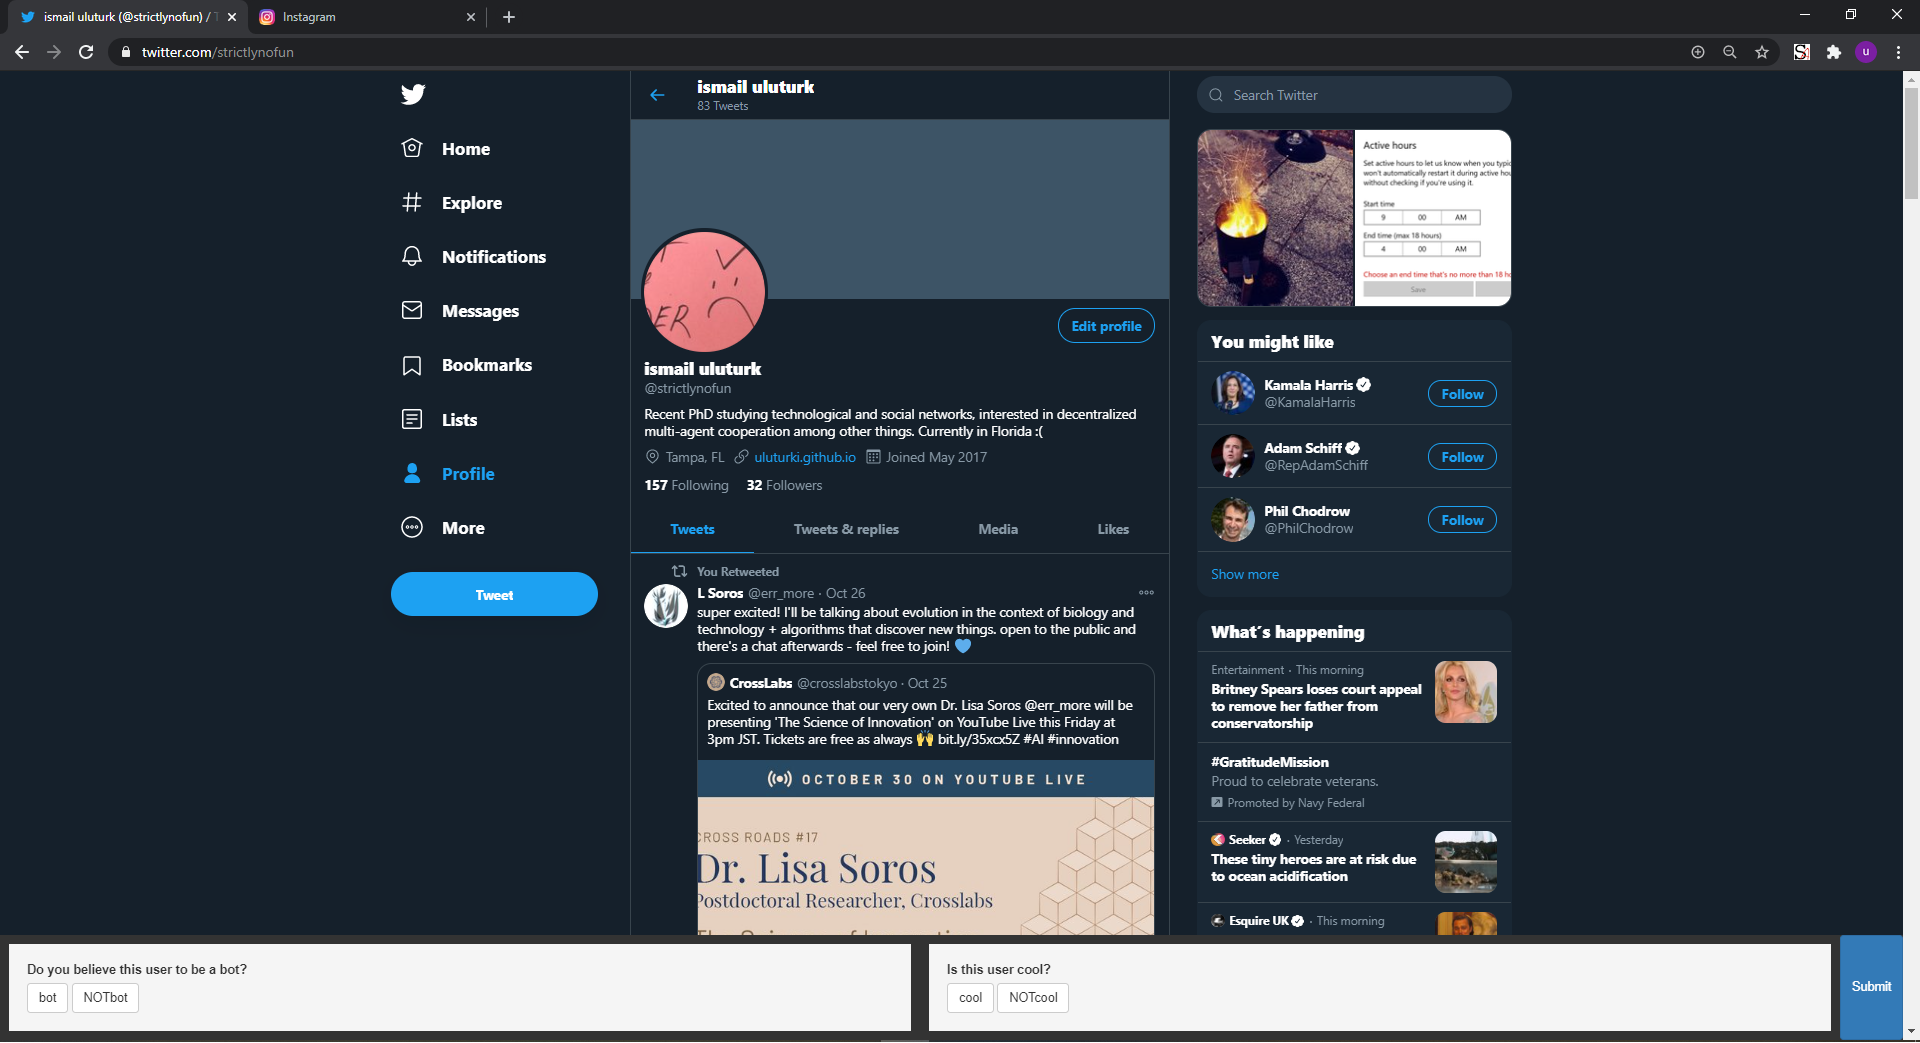 ismail uluturk (@strictlynofun) / T
Instagram
twitter.com/strictlynofun
u
ismail uluturk
83 Tweets
Home
Explore
Notifications
Messages
Bookmarks
Lists
Profile
More
Tweet
ER
Edit profile
ismail uluturk
@strictlynofun
Recent PhD studying technological and social networks, interested in decentralized
multi-agent cooperation among other things. Currently in Florida :(
Tampa, FL uluturki.github.io Joined May 2017
157 Following 32 Followers
Tweets Tweets & replies Media Likes
You Retweeted
L Soros @err_more · Oct 26
super excited! I'll be talking about evolution in the context of biology and
technology + algorithms that discover new things. open to the public and
there's a chat afterwards - feel free to join! 💙
CrossLabs @crosslabstokyo · Oct 25
Excited to announce that our very own Dr. Lisa Soros @err_more will be
presenting 'The Science of Innovation' on YouTube Live this Friday at
3pm JST. Tickets are free as always 🙌 bit.ly/35xcx5Z #AI #innovation
OCTOBER 30 ON YOUTUBE LIVE
CROSS ROADS #17
Dr. Lisa Soros
Postdoctoral Researcher, Crosslabs
Search Twitter
Active hours
Set active hours to let us know when you typic
won't automatically restart it during active hou
without checking if you're using it.
Start time
9 00 AM
End time (max 18 hours)
4 00 AM
Choose an end time that's no more than 18 ho
Save
You might like
Kamala Harris
@KamalaHarris
Follow
Adam Schiff
@RepAdamSchiff
Follow
Phil Chodrow
@PhilChodrow
Follow
Show more
What's happening
Entertainment · This morning
Britney Spears loses court appeal
to remove her father from
conservatorship
#GratitudeMission
Proud to celebrate veterans.
Promoted by Navy Federal
Seeker · Yesterday
These tiny heroes are at risk due
to ocean acidification
Esquire UK · This morning
Do you believe this user to be a bot?
bot NOTbot
Is this user cool?
cool NOTcool
Submit